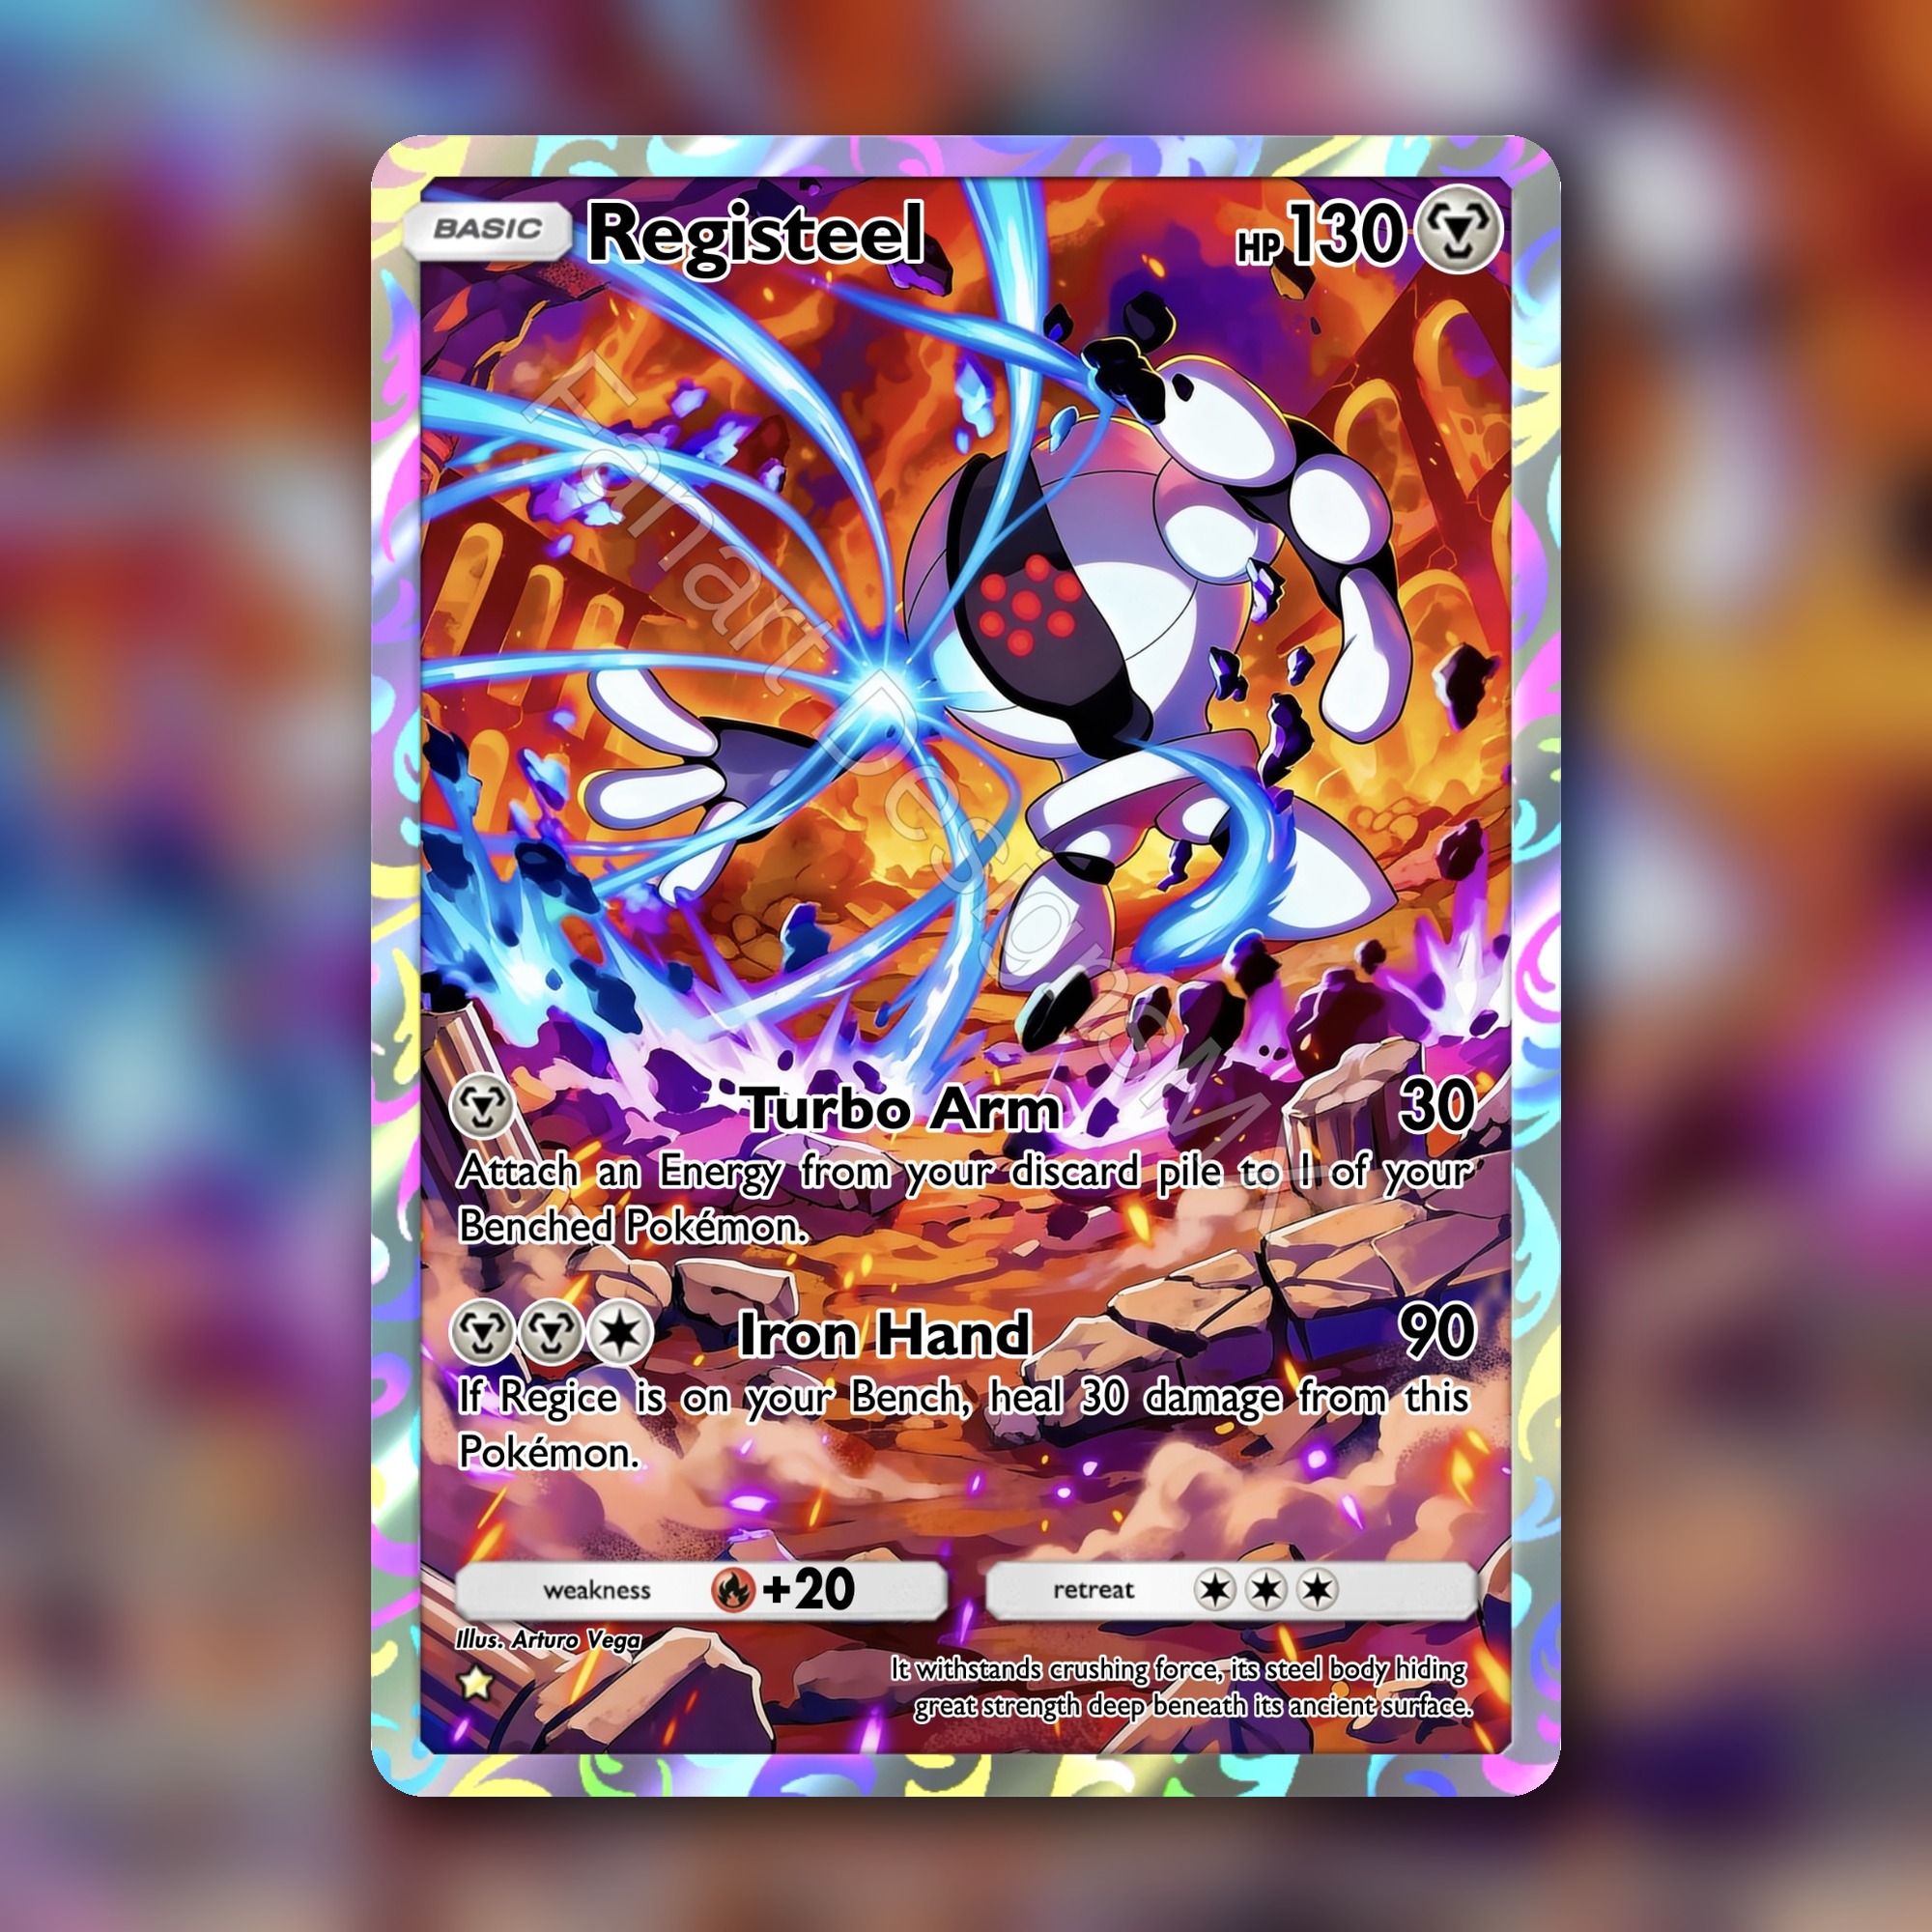 BASIC Registeel HP 130
Fanart DesignsMX
Turbo Arm 30
Attach an Energy from your discard pile to 1 of your
Benched Pokémon.
Iron Hand 90
If Regice is on your Bench, heal 30 damage from this
Pokémon.
weakness +20 retreat
Illus. Arturo Vega
It withstands crushing force, its steel body hiding
great strength deep beneath its ancient surface.